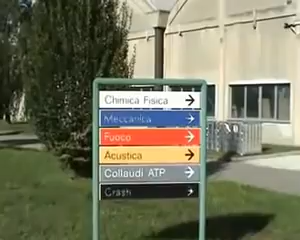 Chimica Fisica
Meccanica
Fuoco
Acustica
Collaudi ATP
Crash